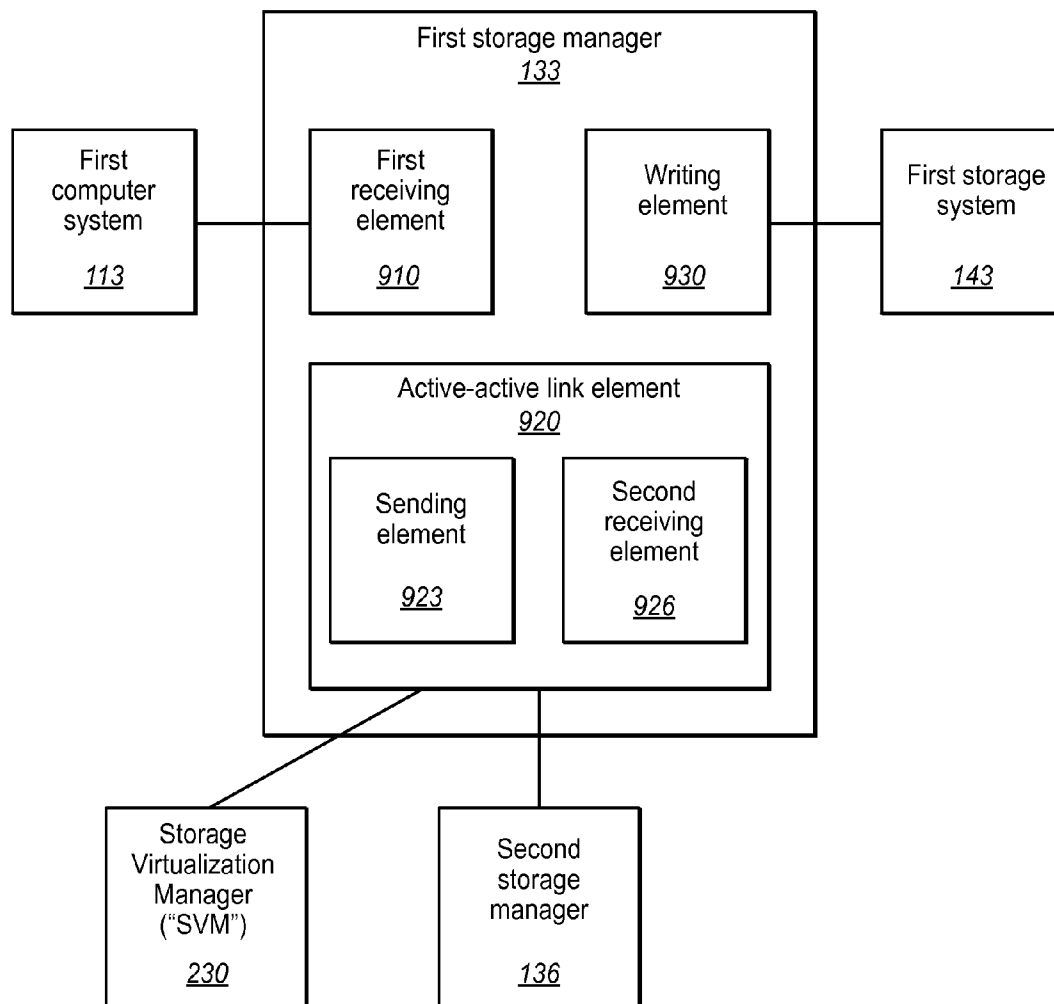 First storage manager
133
First
computer
system
113
First
receiving
element
910
Writing
element
930
First storage
system
143
Active-active link element
920
Sending
element
923
Second
receiving
element
926
Storage
Virtualization
Manager
(“SVM”)
230
Second
storage
manager
136